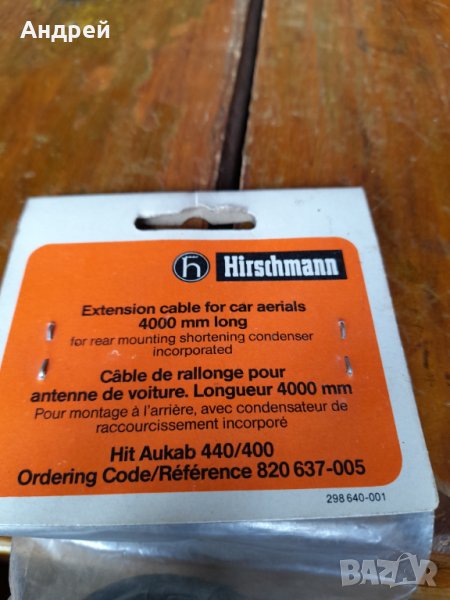 Андрей
h Hirschmann
Extension cable for car aerials
4000 mm long
for rear mounting shortening condenser
incorporated
Câble de rallonge pour
antenne de voiture. Longueur 4000 mm
Pour montage à l'arrière, avec condensateur de
raccourcissement incorporé
Hit Aukab 440/400
Ordering Code/Référence 820 637-005
298 640-001
BAZAR.bg